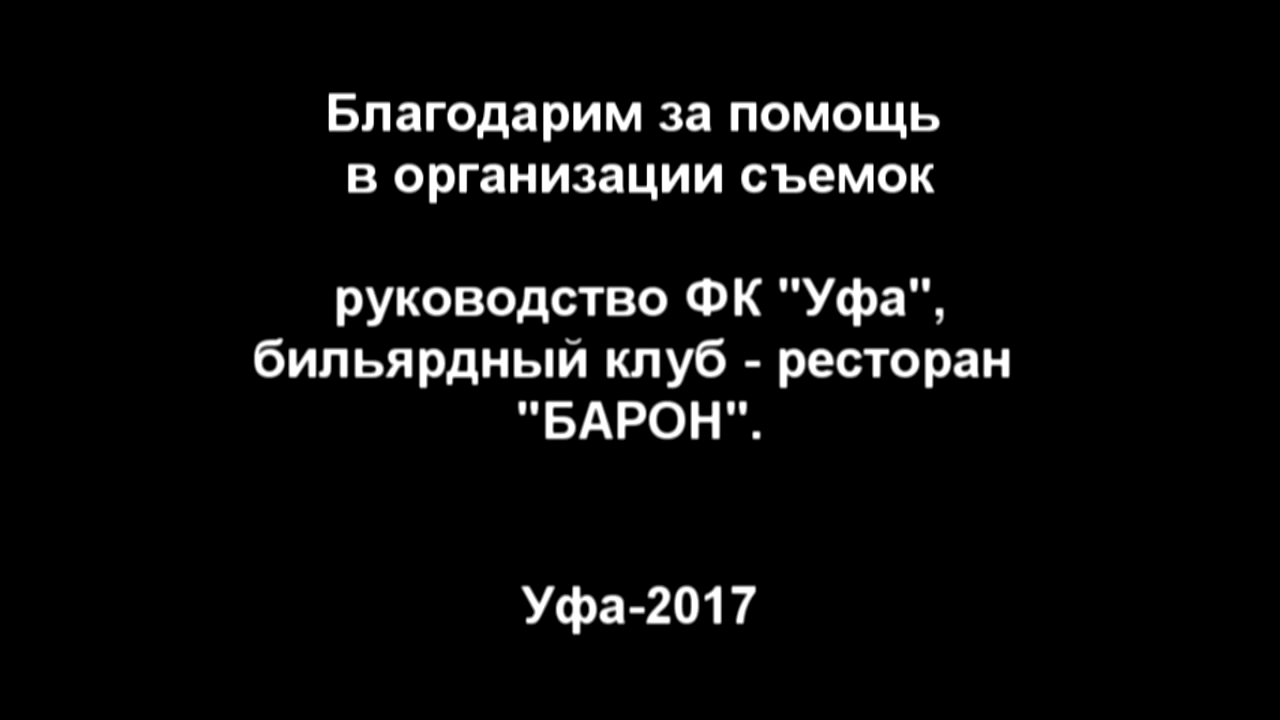 Благодарим за помощь
в организации съемок
руководство ФК "Уфа",
бильярдный клуб - ресторан
"БАРОН".
Уфа-2017